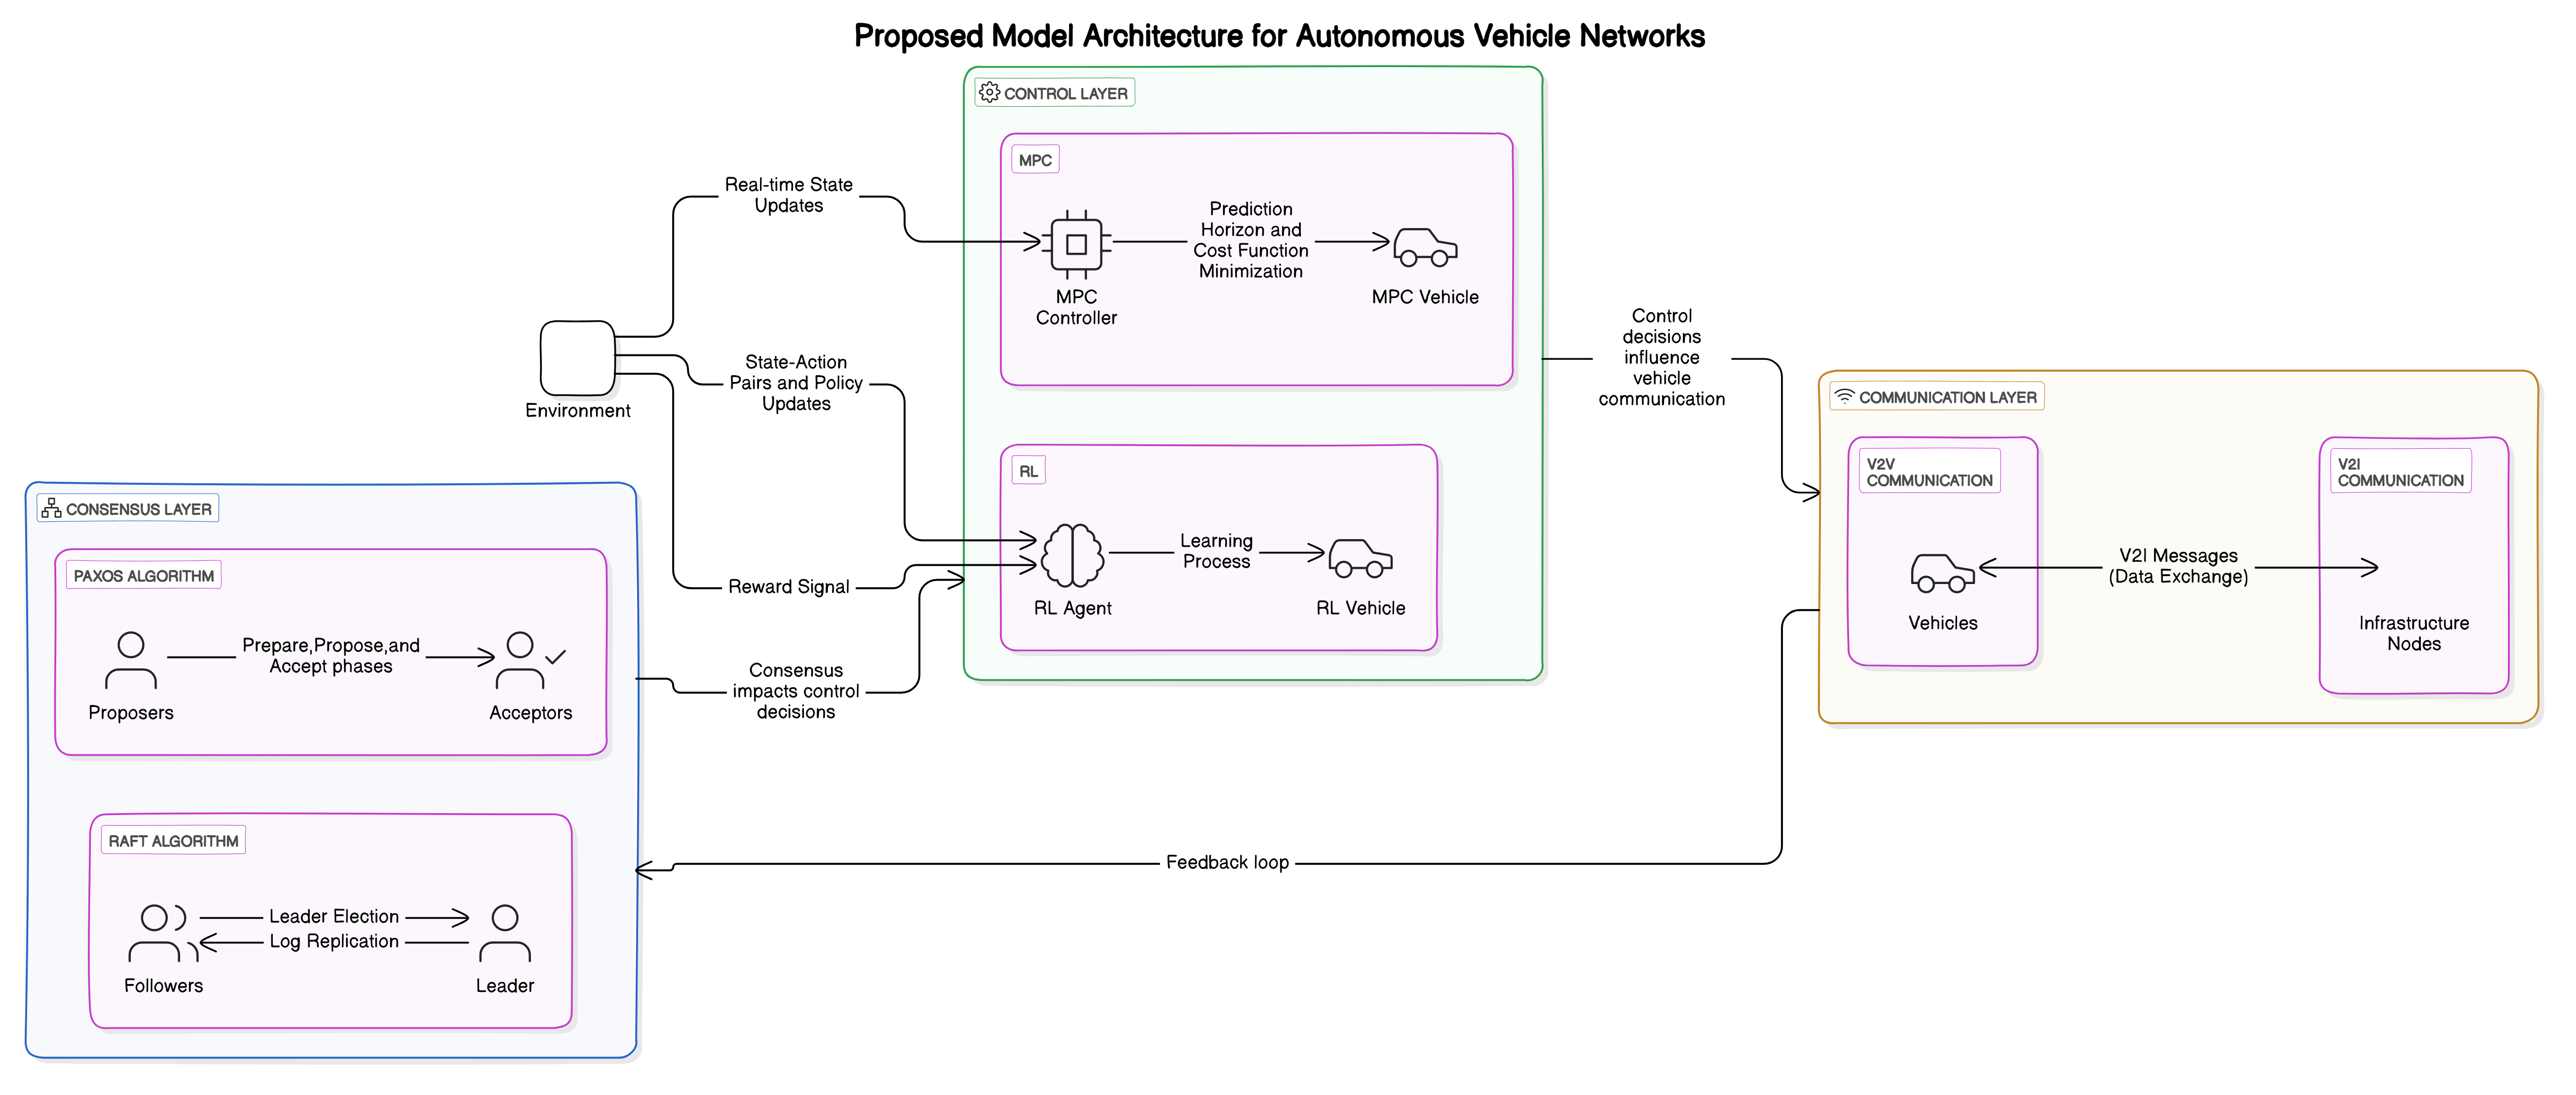 Proposed Model Architecture for Autonomous Vehicle Networks
CONTROL LAYER
MPC
Real-time State
Updates
MPC
Controller
Prediction
Horizon and
Cost Function
Minimization
MPC Vehicle
Environment
State-Action
Pairs and Policy
Updates
Reward Signal
RL
RL Agent
Learning
Process
RL Vehicle
Control
decisions
influence
vehicle
communication
COMMUNICATION LAYER
V2V
COMMUNICATION
Vehicles
V2I Messages
(Data Exchange)
V2I
COMMUNICATION
Infrastructure
Nodes
CONSENSUS LAYER
PAXOS ALGORITHM
Proposers
Prepare,Propose,and
Accept phases
Acceptors
Consensus
impacts control
decisions
RAFT ALGORITHM
Followers
Leader Election
Log Replication
Leader
Feedback loop